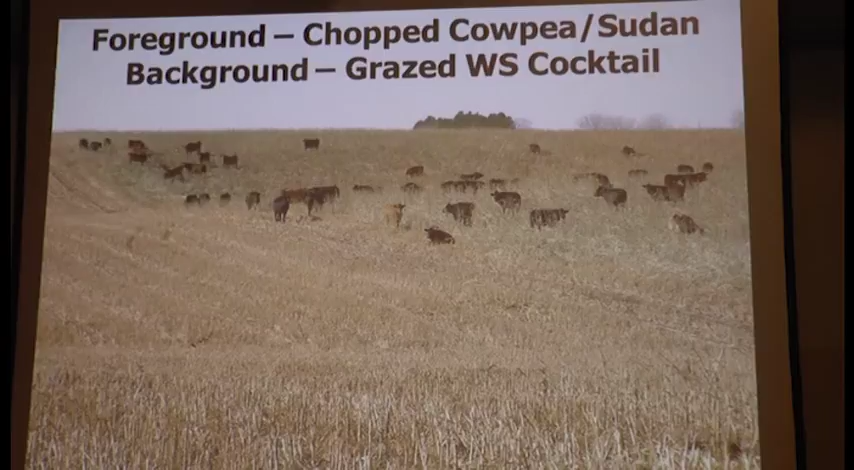 Foreground – Chopped Cowpea/Sudan
Background – Grazed WS Cocktail